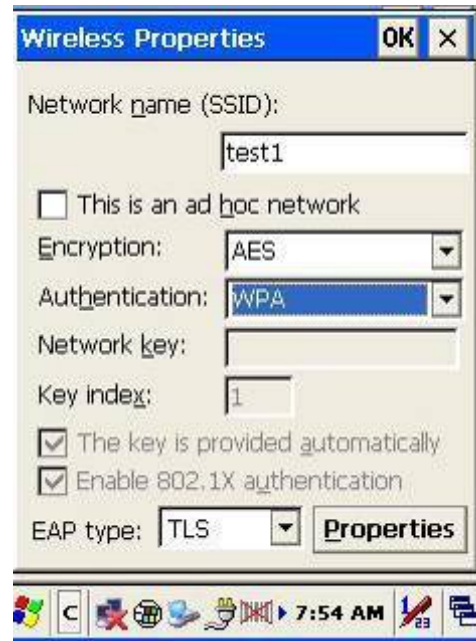 Wireless Properties OK ×
Network name (SSID):
test1
This is an ad hoc network
Encryption: AES
Authentication: WPA
Network key:
Key index: 1
The key is provided automatically
Enable 802.1X authentication
EAP type: TLS Properties
C 7:54 AM 23